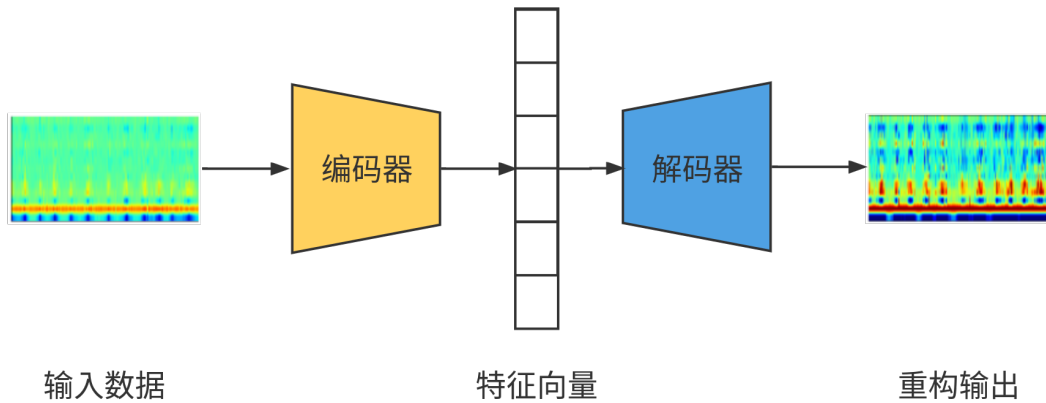 编码器
解码器
输入数据
特征向量
重构输出